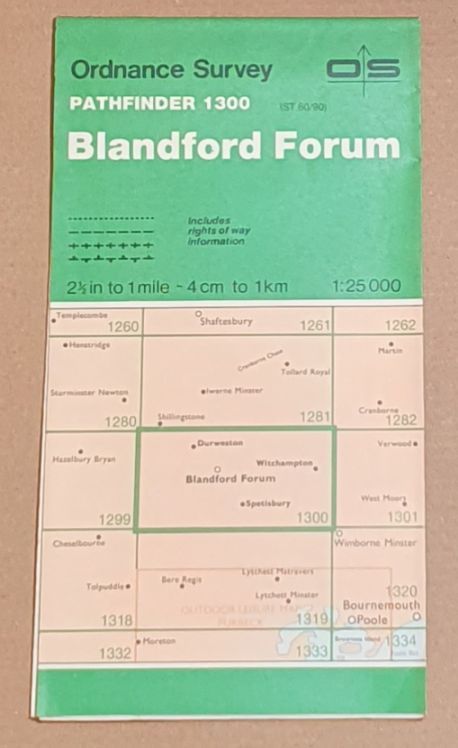 Ordnance Survey
OS
PATHFINDER 1300 (ST 80/90)
Blandford Forum
Includes
rights of way
information
2½ in to 1 mile ~ 4 cm to 1 km 1:25 000
Templecombe
1260
Shaftesbury
1261
1262
Henstridge
Cranborne Chase
Martin
Tollard Royal
Sturminster Newton
Iwerne Minster
Cranborne
1280
Shillingstone
1281
1282
Durweston
Verwood
Hazelbury Bryan
Witchampton
Blandford Forum
Spetisbury
West Moors
1299
1300
1301
Cheselbourne
Wimborne Minster
Tolpuddle
Bere Regis
Lytchett Matravers
Lytchett Minster
1320
OUTDOOR LEISURE MAP
PURBECK
Bournemouth
Poole
1318
1319
Moreton
Brownsea Island
1334
1332
1333